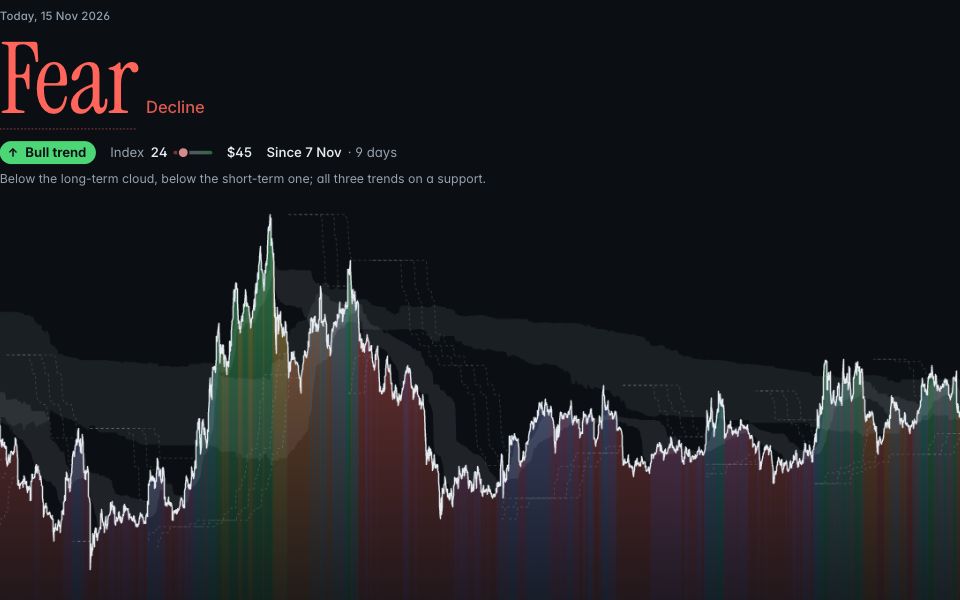 Today, 15 Nov 2026
Fear Decline
↑ Bull trend Index 24 $45 Since 7 Nov · 9 days
Below the long-term cloud, below the short-term one; all three trends on a support.